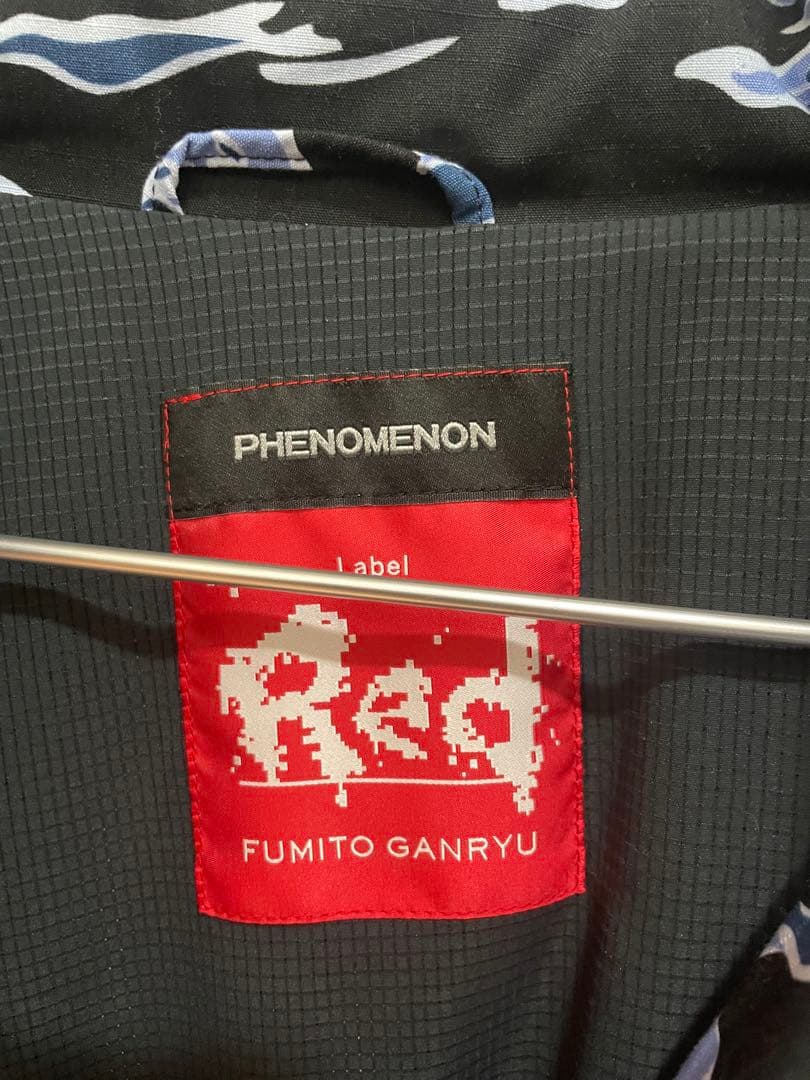 PHENOMENON
Label
Red
FUMITO GANRYU